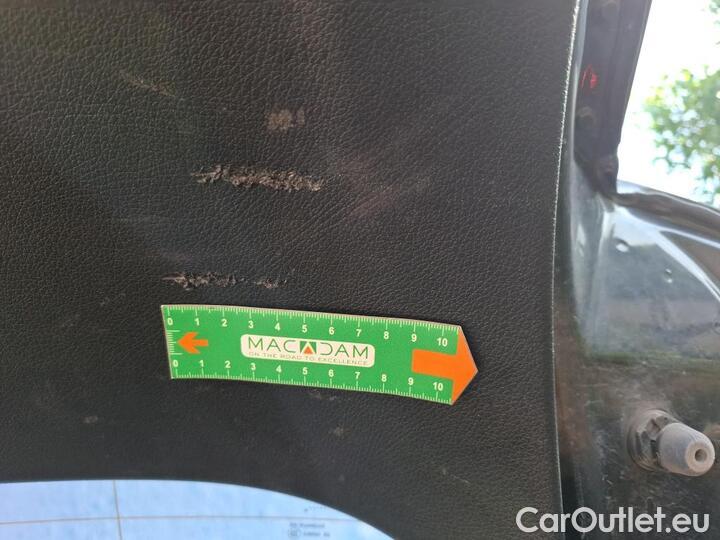 0 1 2 3 4 5 6 7 8 9 10
MACADAM
ON THE ROAD TO EXCELLENCE
0 1 2 3 4 5 6 7 8 9 10
CarOutlet.eu